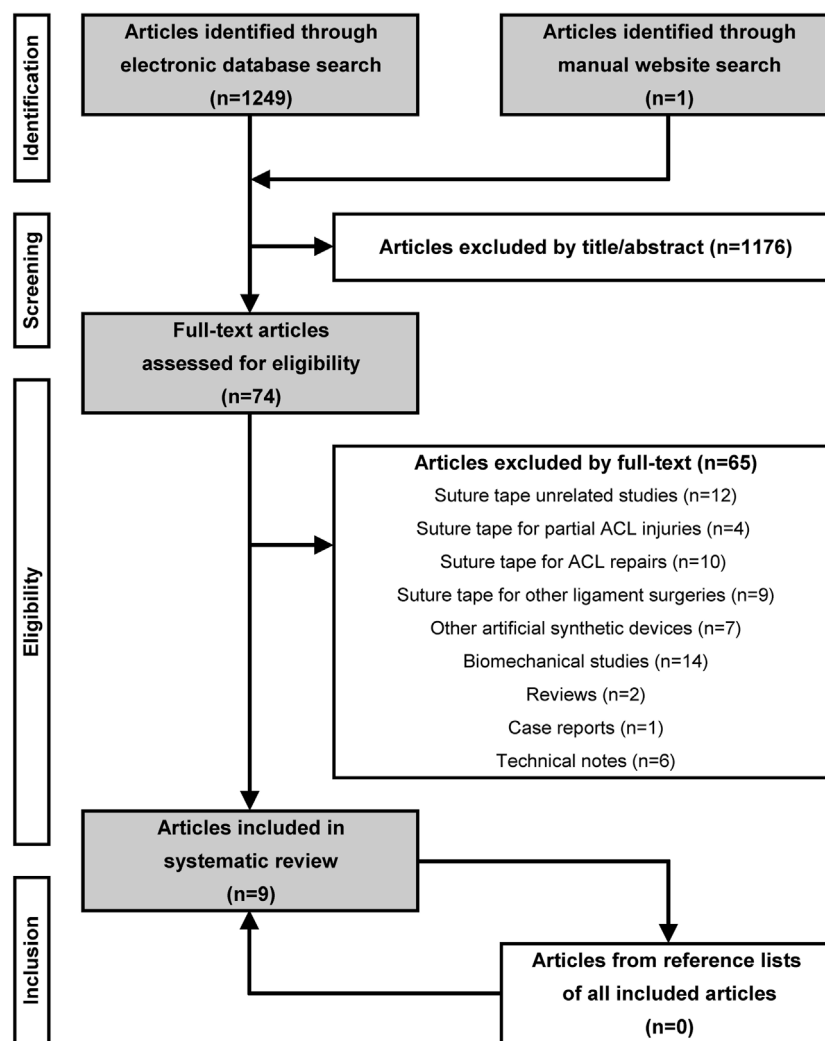 Identification
Articles identified through
electronic database search
(n=1249)
Articles identified through
manual website search
(n=1)
Screening
Articles excluded by title/abstract (n=1176)
Full-text articles
assessed for eligibility
(n=74)
Eligibility
Articles excluded by full-text (n=65)
Suture tape unrelated studies (n=12)
Suture tape for partial ACL injuries (n=4)
Suture tape for ACL repairs (n=10)
Suture tape for other ligament surgeries (n=9)
Other artificial synthetic devices (n=7)
Biomechanical studies (n=14)
Reviews (n=2)
Case reports (n=1)
Technical notes (n=6)
Articles included in
systematic review
(n=9)
Inclusion
Articles from reference lists
of all included articles
(n=0)